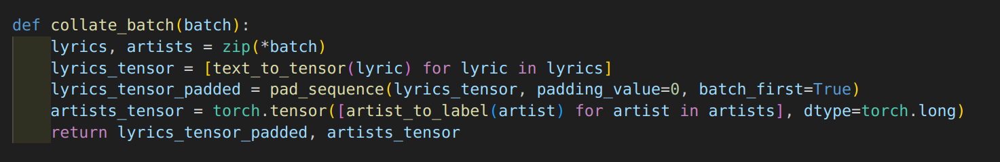 def collate_batch(batch):
    lyrics, artists = zip(*batch)
    lyrics_tensor = [text_to_tensor(lyric) for lyric in lyrics]
    lyrics_tensor_padded = pad_sequence(lyrics_tensor, padding_value=0, batch_first=True)
    artists_tensor = torch.tensor([artist_to_label(artist) for artist in artists], dtype=torch.long)
    return lyrics_tensor_padded, artists_tensor